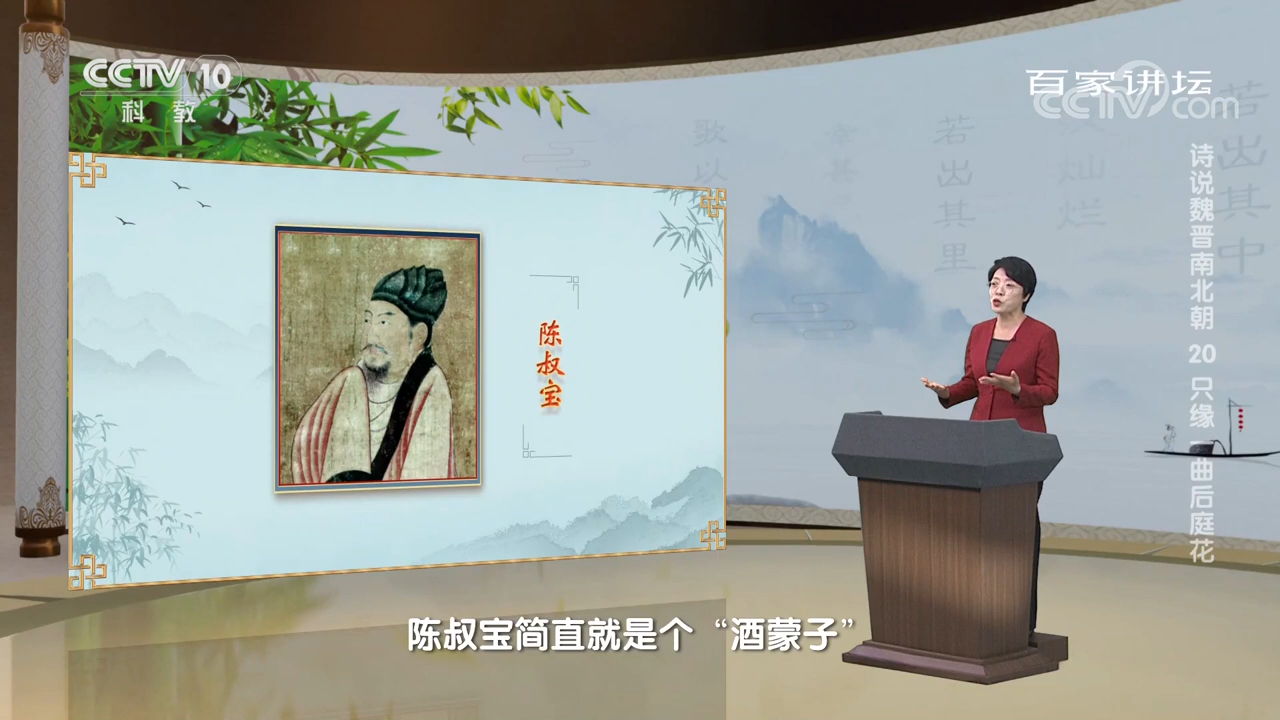 CCTV 10
科 教
百家讲坛
CCTV.com
诗说魏晋南北朝 20 只缘一曲后庭花
歌以
若出其里
灿烂
若出其中
陈叔宝
陈叔宝简直就是个“酒蒙子”